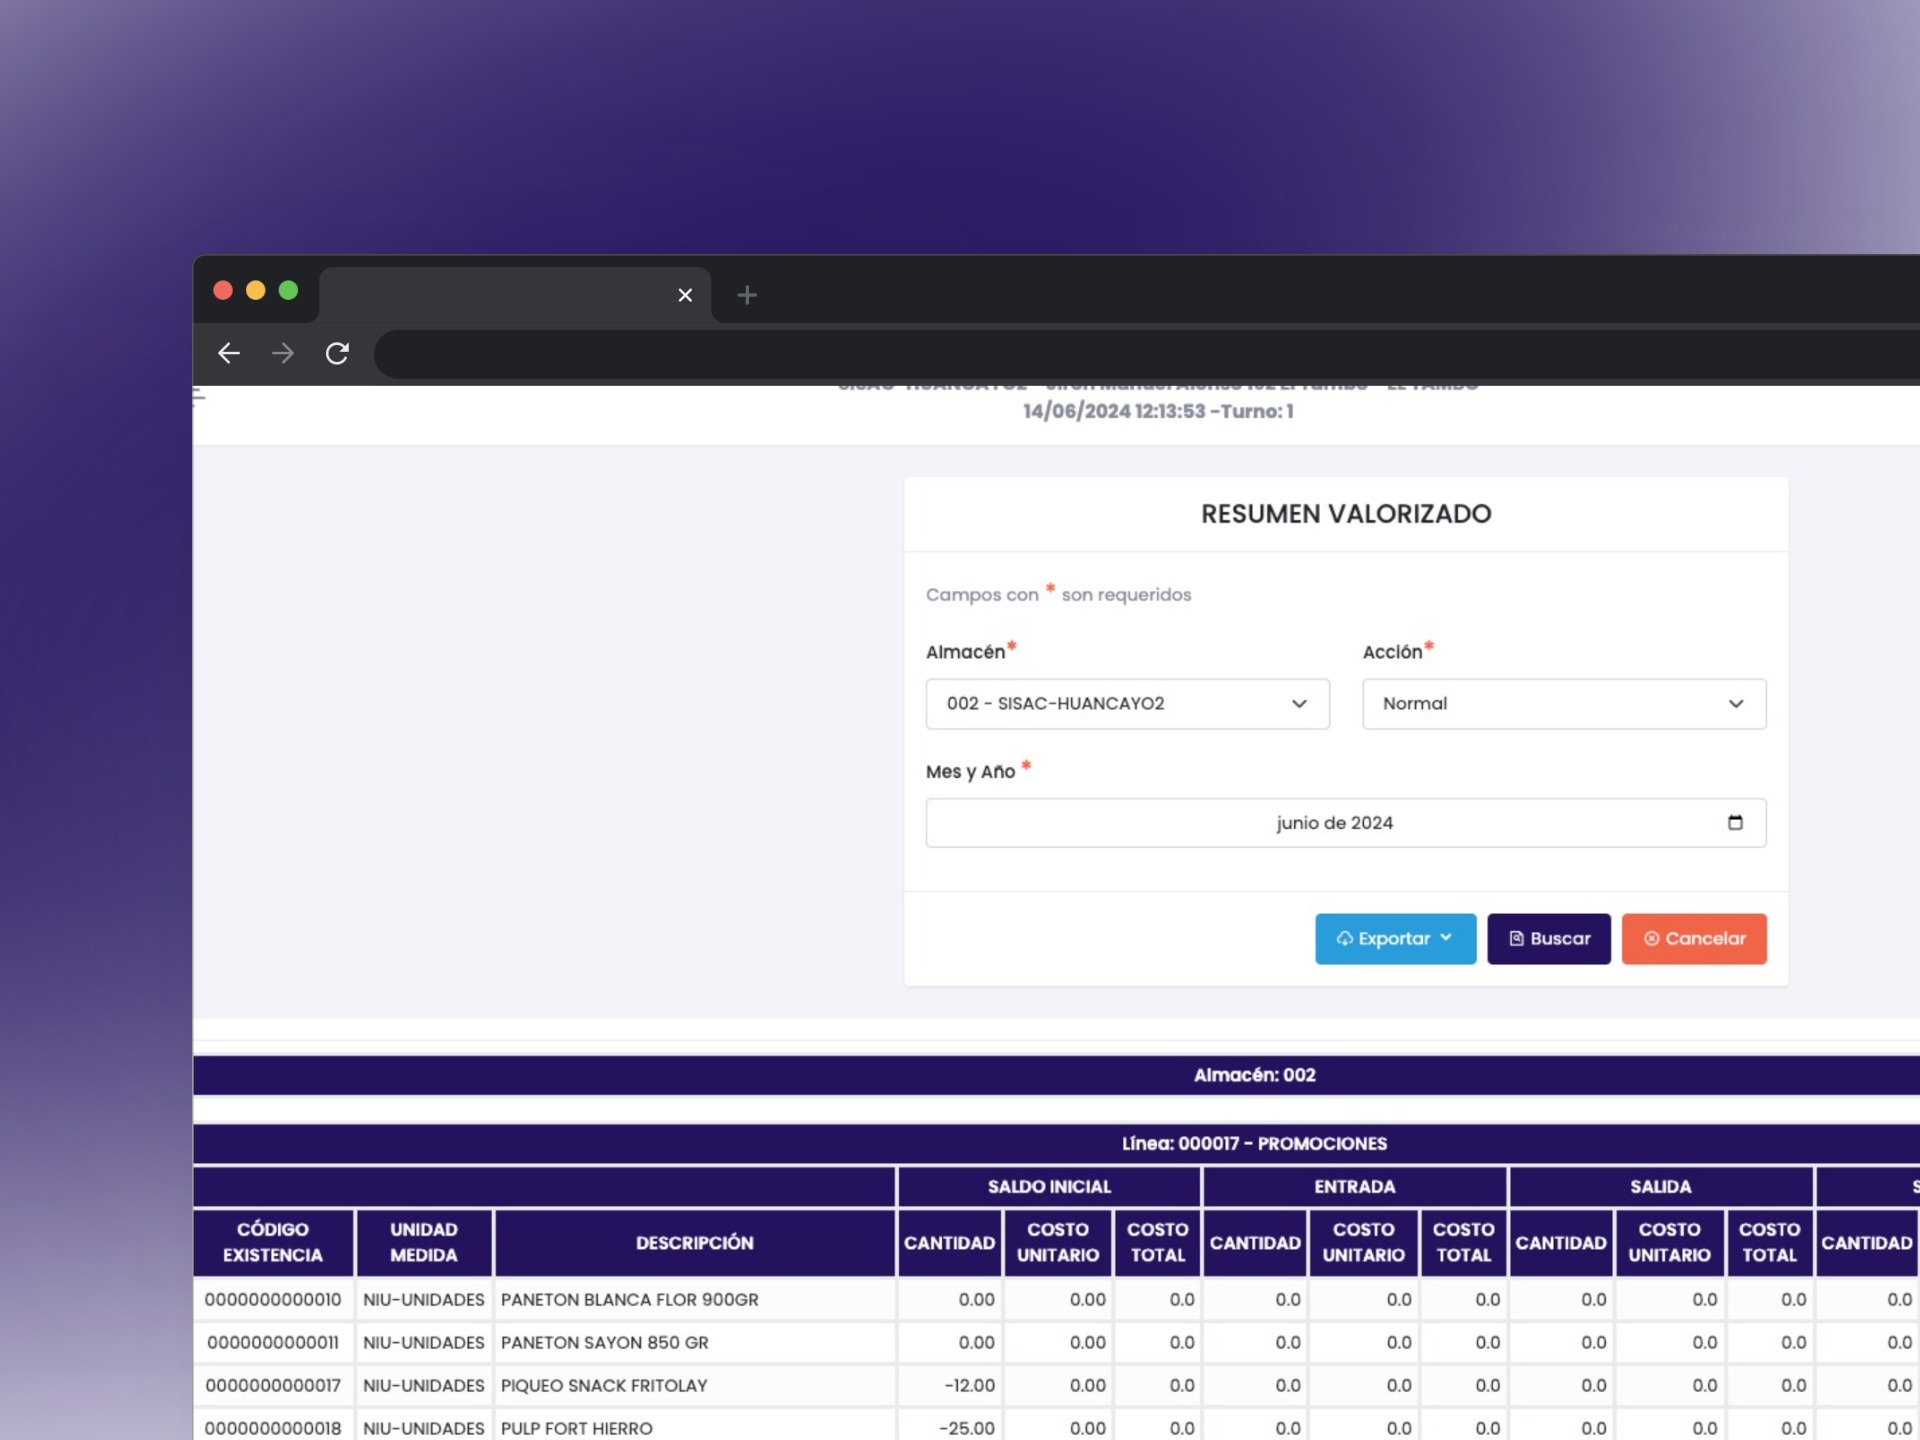 14/06/2024 12:13:53 -Turno: 1
RESUMEN VALORIZADO
Campos con * son requeridos
Almacén*
Acción*
002 - SISAC-HUANCAYO2
Normal
Mes y Año *
junio de 2024
Exportar
Buscar
Cancelar
Almacén: 002
Línea: 000017 - PROMOCIONES
SALDO INICIAL ENTRADA SALIDA
CÓDIGO EXISTENCIA UNIDAD MEDIDA DESCRIPCIÓN CANTIDAD COSTO UNITARIO COSTO TOTAL CANTIDAD COSTO UNITARIO COSTO TOTAL CANTIDAD COSTO UNITARIO COSTO TOTAL CANTIDAD
0000000000010 NIU-UNIDADES PANETON BLANCA FLOR 900GR 0.00 0.00 0.0 0.0 0.0 0.0 0.0 0.0 0.0 0.0
0000000000011 NIU-UNIDADES PANETON SAYON 850 GR 0.00 0.00 0.0 0.0 0.0 0.0 0.0 0.0 0.0 0.0
0000000000017 NIU-UNIDADES PIQUEO SNACK FRITOLAY -12.00 0.00 0.0 0.0 0.0 0.0 0.0 0.0 0.0 0.0
0000000000018 NIU-UNIDADES PULP FORT HIERRO -25.00 0.00 0.0 0.0 0.0 0.0 0.0 0.0 0.0 0.0